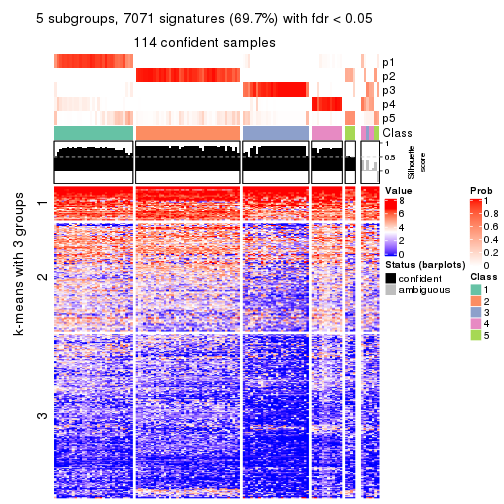 5 subgroups, 7071 signatures (69.7%) with fdr < 0.05
114 confident samples
p1
p2
p3
p4
p5
Class
1
0.5
0
Silhouette
score
k-means with 3 groups
1
2
3
Value
8
6
4
2
0
Status (barplots)
confident
ambiguous
Prob
1
0.8
0.6
0.4
0.2
0
Class
1
2
3
4
5